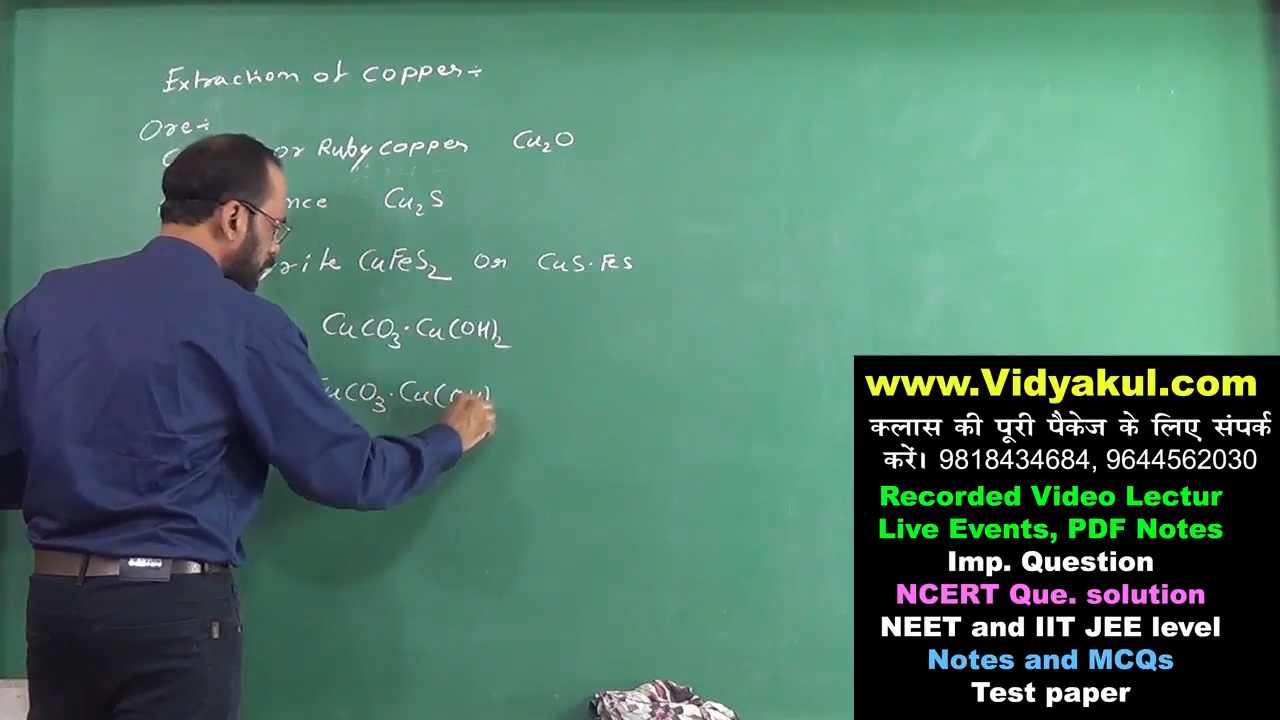 Extraction of copper÷
Ore÷
or Ruby copper Cu2O
nce Cu2S
rite CuFeS2 or CuS·FeS
CuCO3·Cu(OH)2
CuCO3·Cu(OH)
www.Vidyakul.com
क्लास की पूरी पैकेज के लिए संपर्क
करें। 9818434684, 9644562030
Recorded Video Lectur
Live Events, PDF Notes
Imp. Question
NCERT Que. solution
NEET and IIT JEE level
Notes and MCQs
Test paper